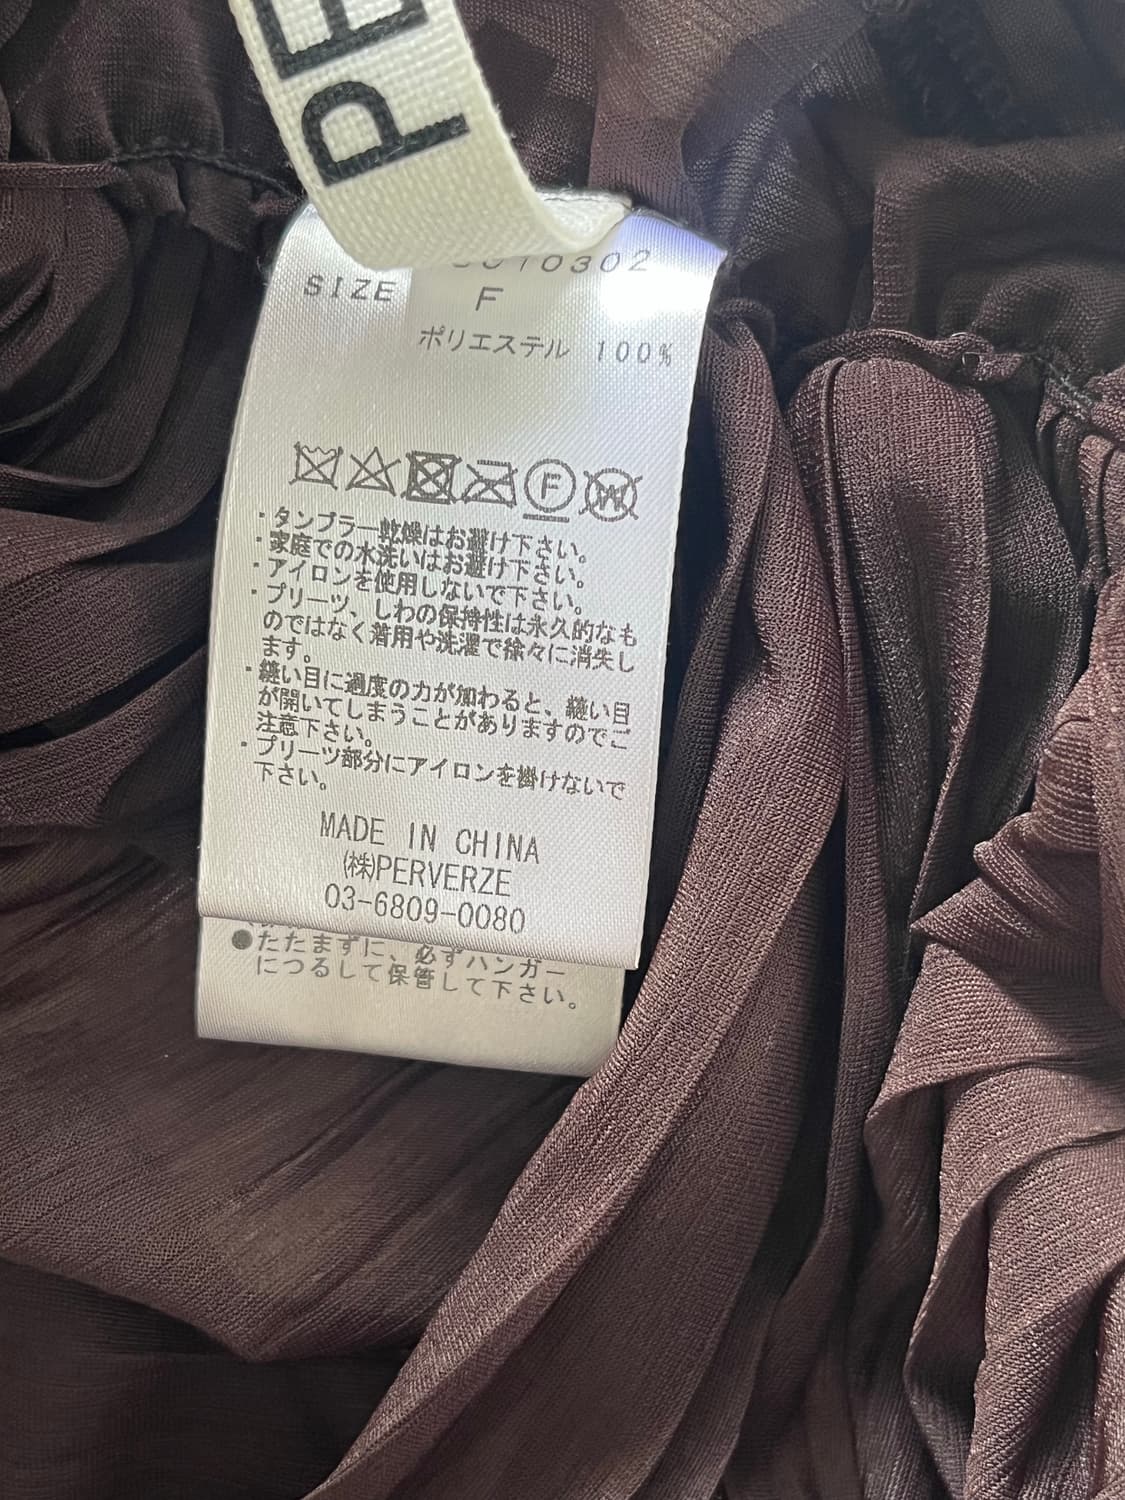 PE
SIZE F
ポリエステル 100%
F
W
・タンブラー乾燥はお避け下さい。
・家庭での水洗いはお避け下さい。
・アイロンを使用しないで下さい。
・プリーツ、しわの保持性は永久的なも
のではなく着用や洗濯で徐々に消失し
ます。
・縫い目に過度の力が加わると、縫い目
が開いてしまうことがありますのでご
注意下さい。
・プリーツ部分にアイロンを掛けないで
下さい。
MADE IN CHINA
㈱PERVERZE
03-6809-0080
●たたまずに、必ずハンガー
につるして保管して下さい。